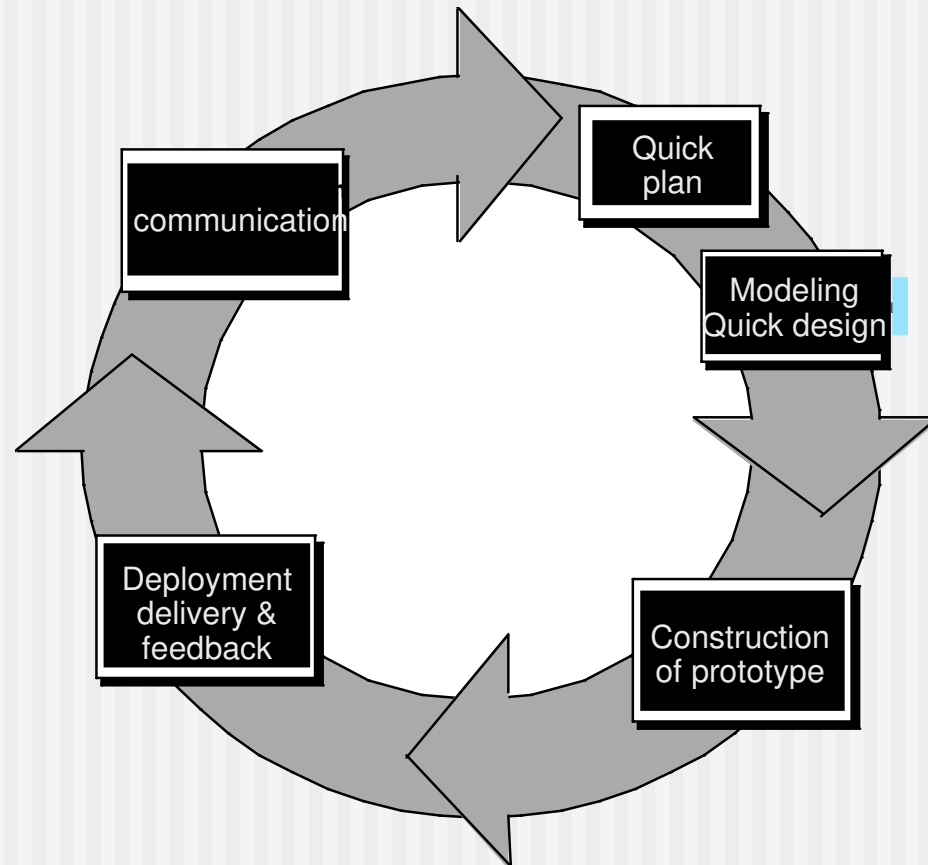 communication
Quick
plan
Modeling
Quick design
Construction
of prototype
Deployment
delivery &
feedback